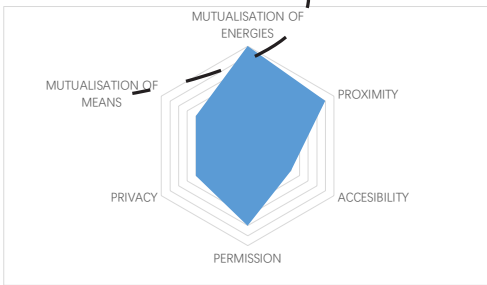 MUTUALISATION OF
ENERGIES
MUTUALISATION OF
MEANS
PROXIMITY
PRIVACY
ACCESIBILITY
PERMISSION